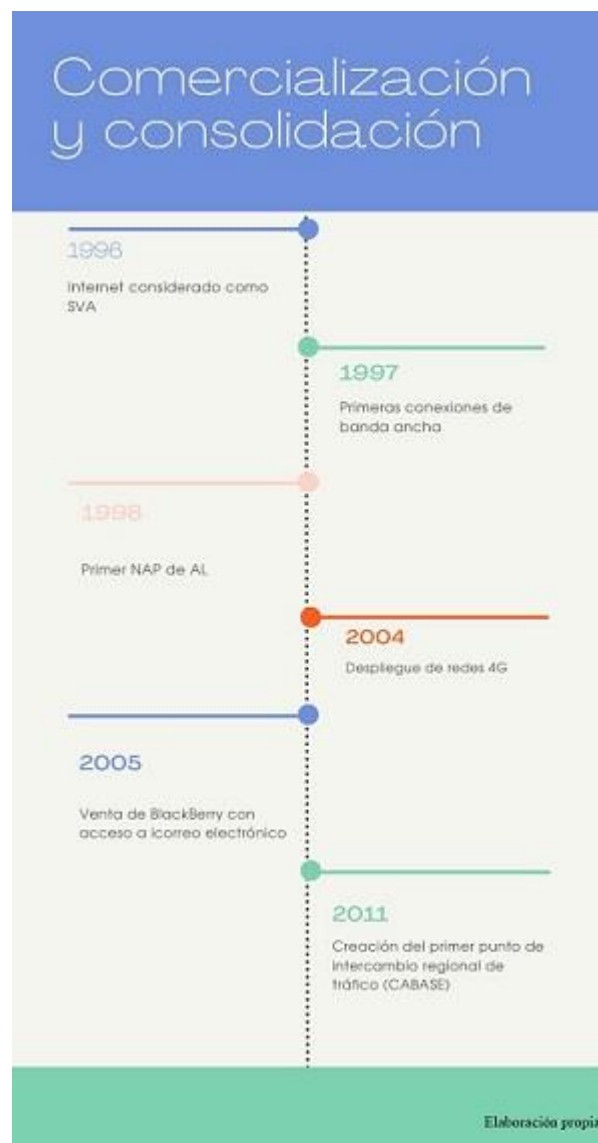 Comercialización
y consolidación
1996
Internet considerado como
SVA
1997
Primeras conexiones de
banda ancha
1998
Primer NAP de AL
2004
Despliegue de redes 4G
2005
Venta de BlackBerry con
acceso a icorreo electrónico
2011
Creación del primer punto de
intercambio regional de
tráfico (CABASE)
Elaboración propia